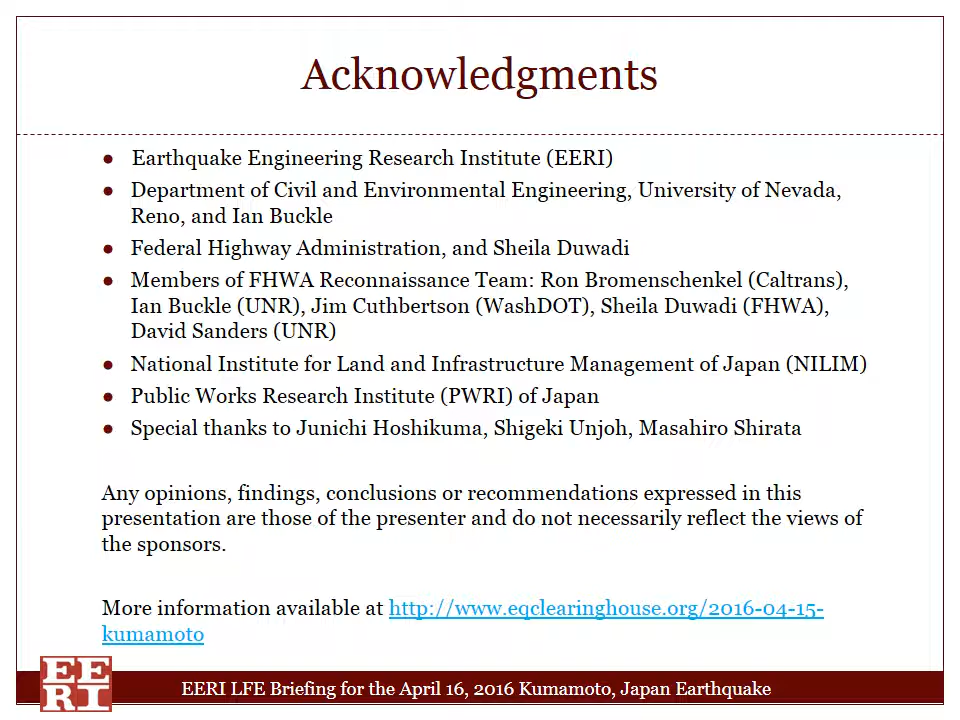 Acknowledgments
● Earthquake Engineering Research Institute (EERI)
● Department of Civil and Environmental Engineering, University of Nevada,
Reno, and Ian Buckle
● Federal Highway Administration, and Sheila Duwadi
● Members of FHWA Reconnaissance Team: Ron Bromenschenkel (Caltrans),
Ian Buckle (UNR), Jim Cuthbertson (WashDOT), Sheila Duwadi (FHWA),
David Sanders (UNR)
● National Institute for Land and Infrastructure Management of Japan (NILIM)
● Public Works Research Institute (PWRI) of Japan
● Special thanks to Junichi Hoshikuma, Shigeki Unjoh, Masahiro Shirata
Any opinions, findings, conclusions or recommendations expressed in this
presentation are those of the presenter and do not necessarily reflect the views of
the sponsors.
More information available at http://www.eqclearinghouse.org/2016-04-15-
kumamoto
EE
RI
EERI LFE Briefing for the April 16, 2016 Kumamoto, Japan Earthquake